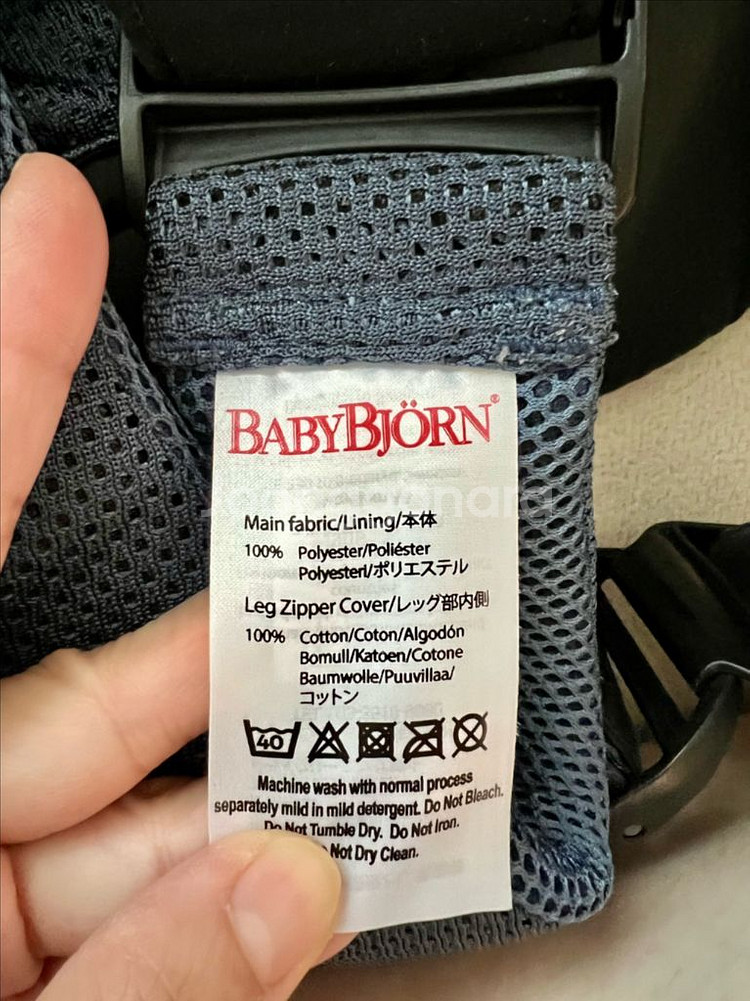 BABYBJÖRN®
Main fabric/Lining/本体
100% Polyester/Poliéster
Polyesteri/ポリエステル
Leg Zipper Cover/レッグ部内側
100% Cotton/Coton/Algodón
Bomull/Katoen/Cotone
Baumwolle/Puuvillaa/
コットン
40
Machine wash with normal process
separately mild in mild detergent. Do Not Bleach.
Do Not Tumble Dry. Do Not Iron.
Not Dry Clean.